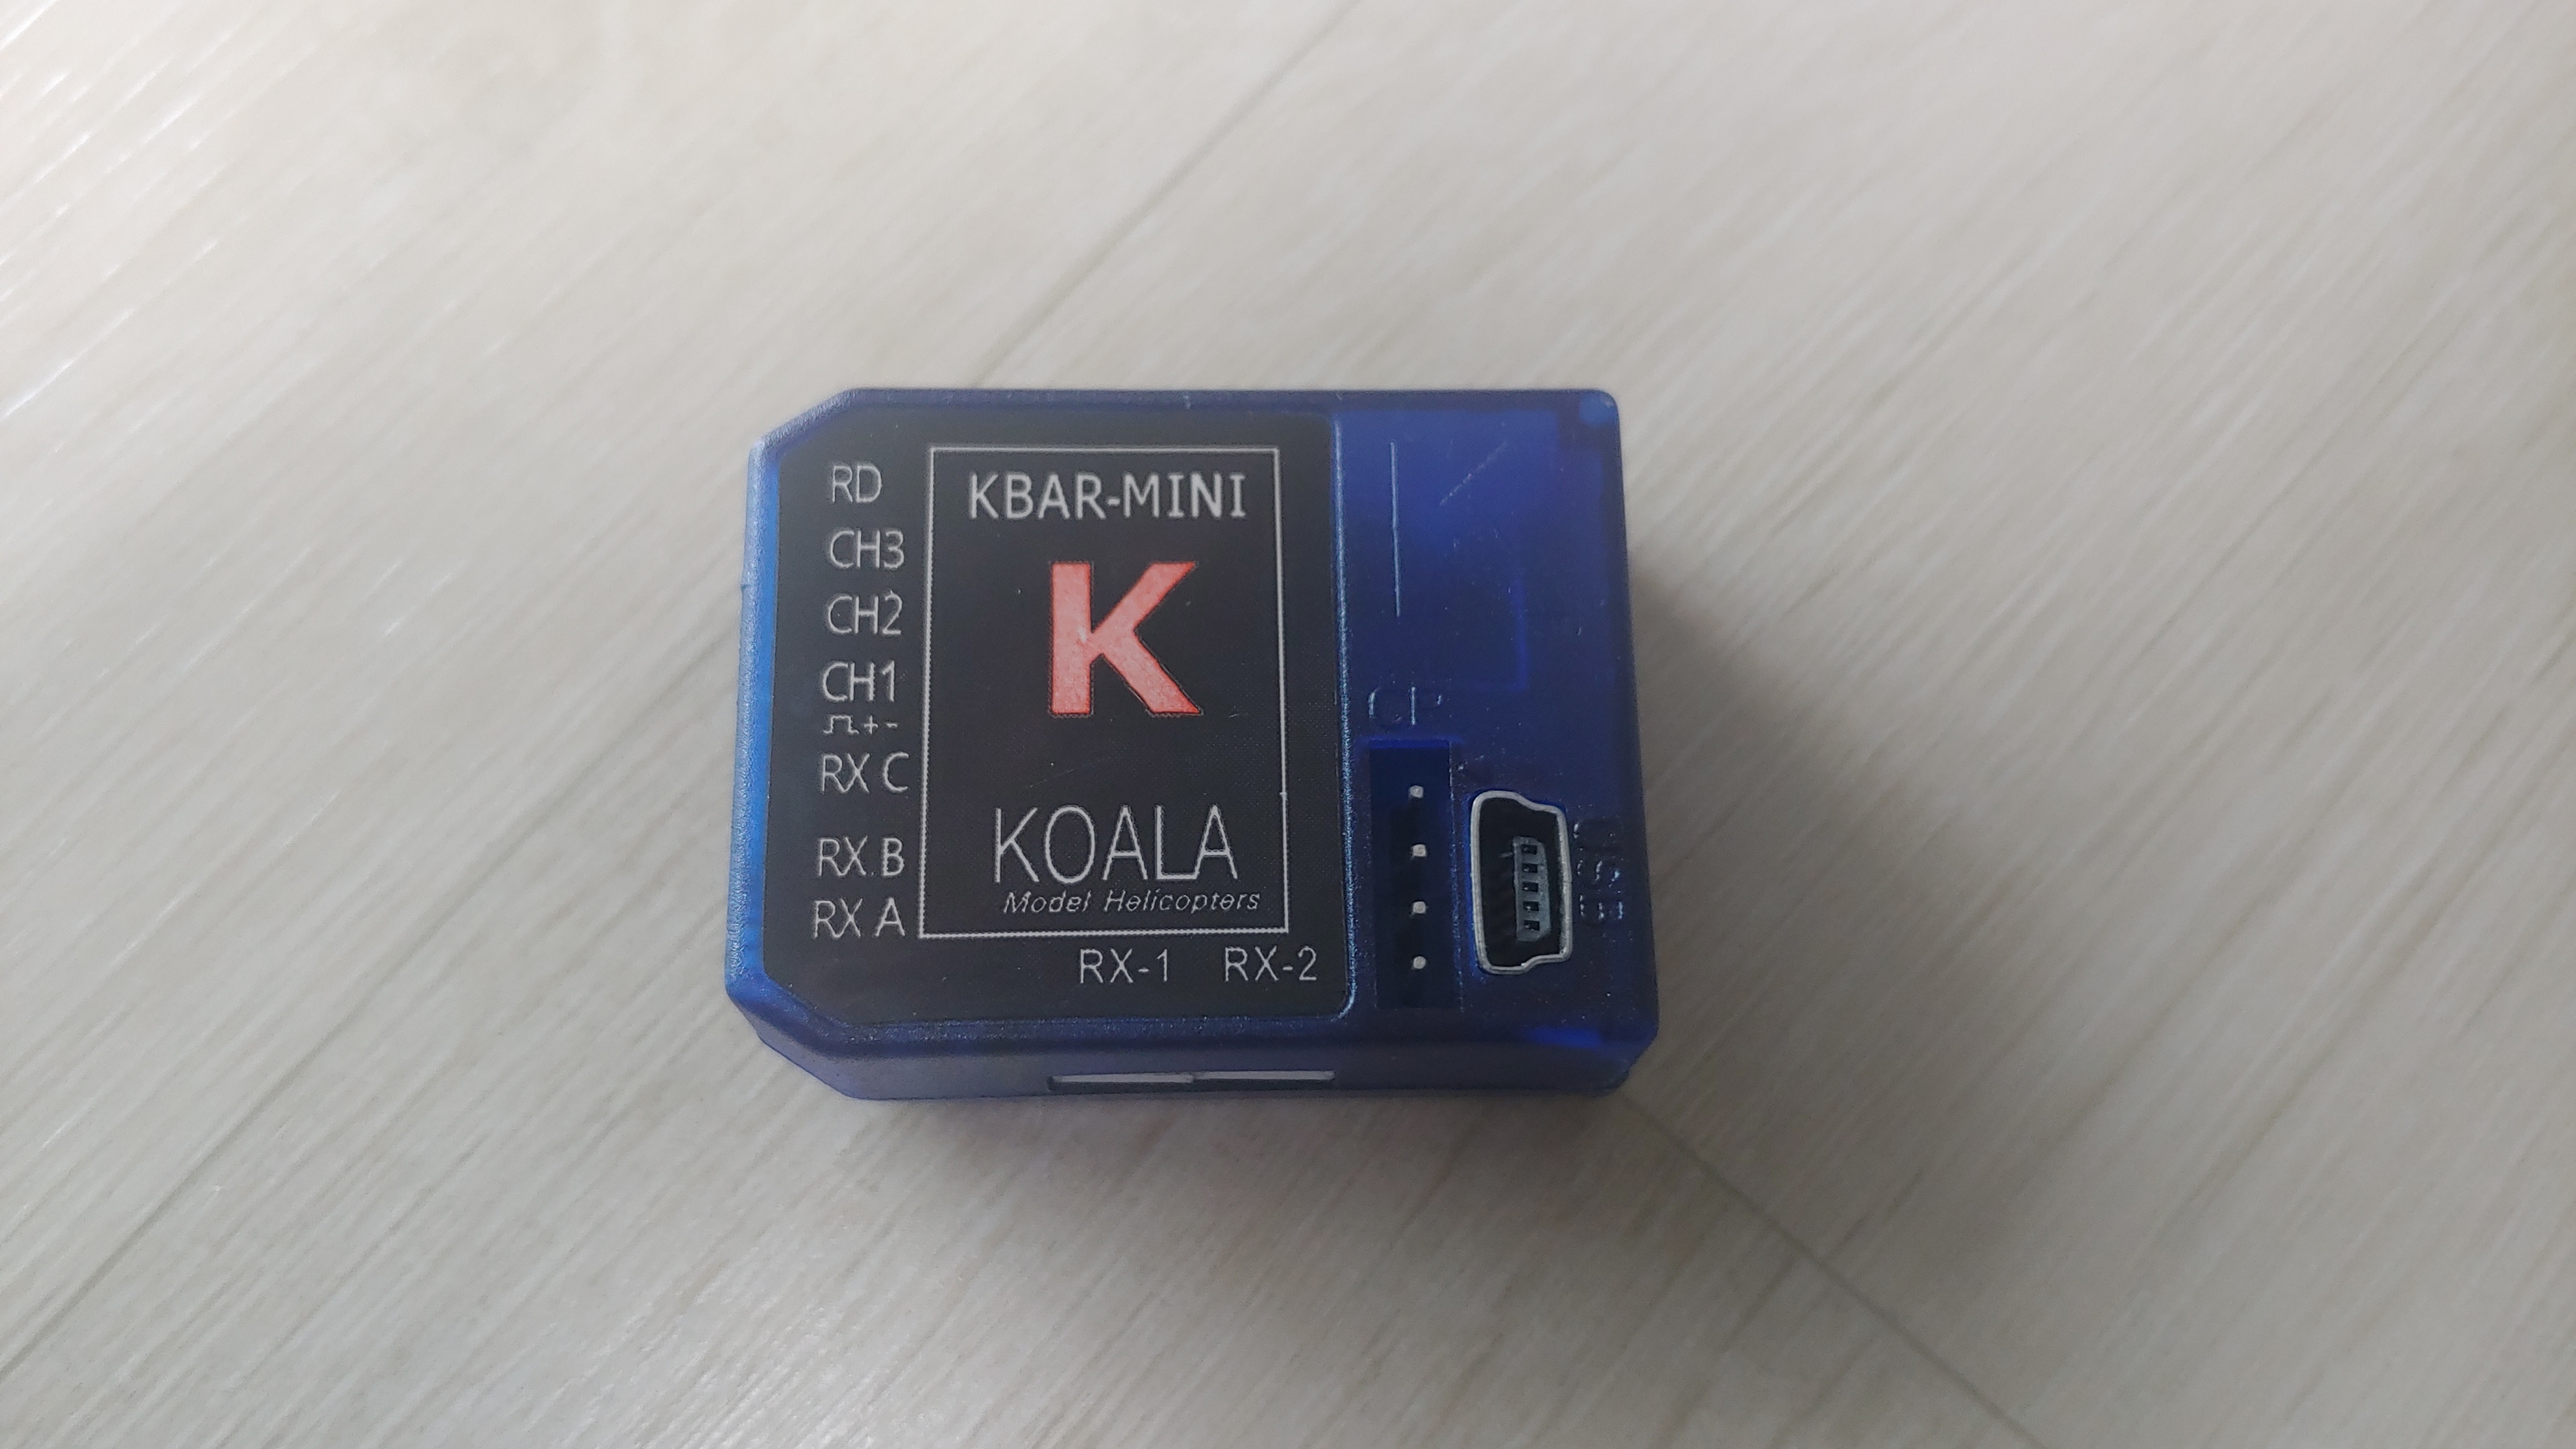 KBAR-MINI
K
KOALA
Model Helicopters
RD
CH3
CH2
CH1
+-
RX C
RX B
RX A
RX-1 RX-2
USB